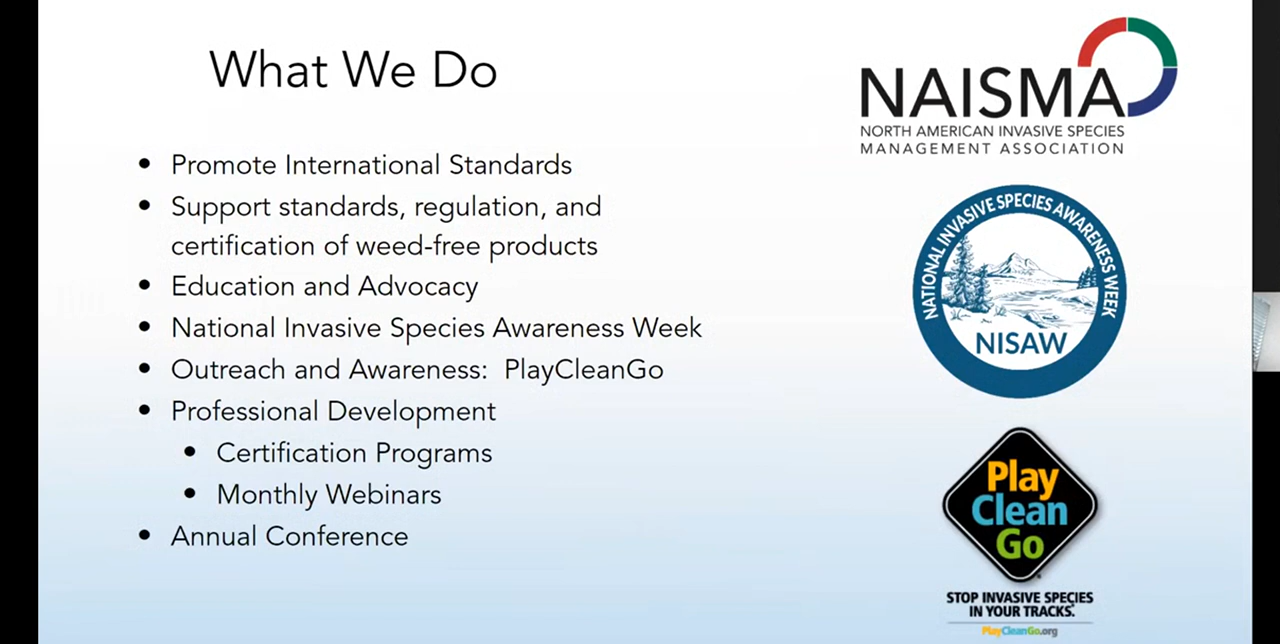 What We Do
• Promote International Standards
• Support standards, regulation, and
certification of weed-free products
• Education and Advocacy
• National Invasive Species Awareness Week
• Outreach and Awareness: PlayCleanGo
• Professional Development
• Certification Programs
• Monthly Webinars
• Annual Conference
NAISMA
NORTH AMERICAN INVASIVE SPECIES
MANAGEMENT ASSOCIATION
NATIONAL INVASIVE SPECIES AWARENESS WEEK
NISAW
Play
Clean
Go
STOP INVASIVE SPECIES
IN YOUR TRACKS.
PlayCleanGo.org